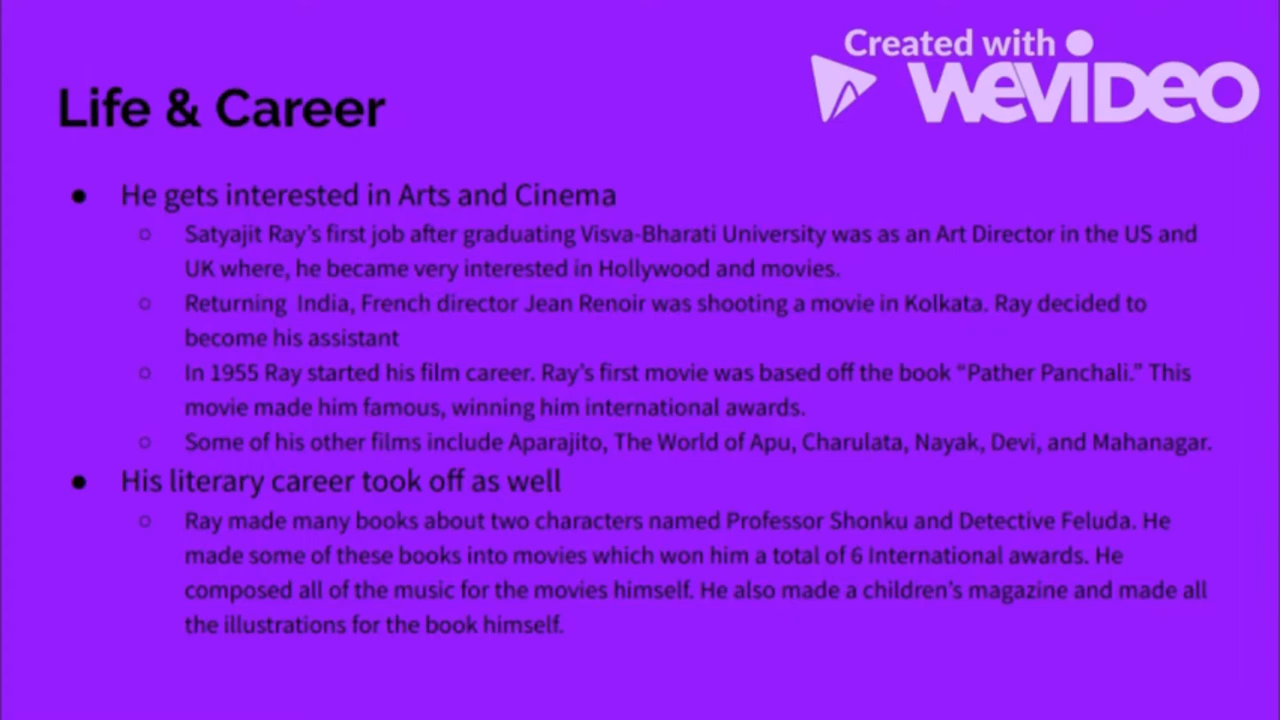 Created with
WEVIDEO
Life & Career
● He gets interested in Arts and Cinema
○ Satyajit Ray's first job after graduating Visva-Bharati University was as an Art Director in the US and
UK where, he became very interested in Hollywood and movies.
○ Returning  India, French director Jean Renoir was shooting a movie in Kolkata. Ray decided to
become his assistant
○ In 1955 Ray started his film career. Ray's first movie was based off the book “Pather Panchali.” This
movie made him famous, winning him international awards.
○ Some of his other films include Aparajito, The World of Apu, Charulata, Nayak, Devi, and Mahanagar.
● His literary career took off as well
○ Ray made many books about two characters named Professor Shonku and Detective Feluda. He
made some of these books into movies which won him a total of 6 International awards. He
composed all of the music for the movies himself. He also made a children's magazine and made all
the illustrations for the book himself.